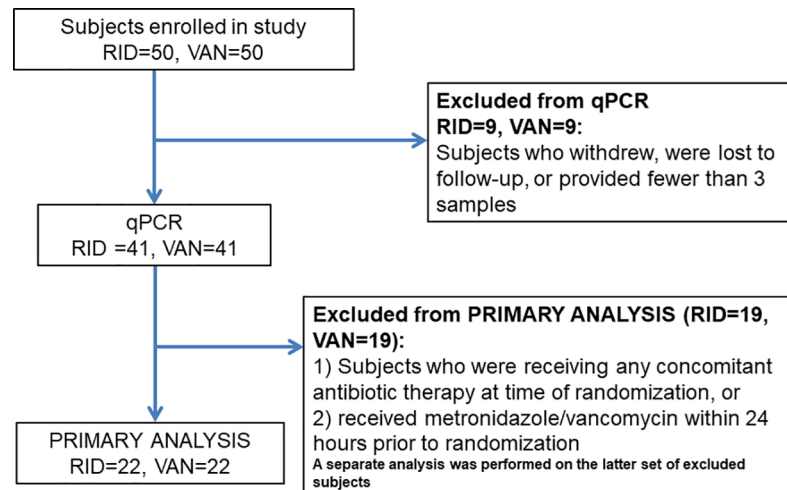 Subjects enrolled in study
RID=50, VAN=50
Excluded from qPCR
RID=9, VAN=9:
Subjects who withdrew, were lost to
follow-up, or provided fewer than 3
samples
qPCR
RID =41, VAN=41
Excluded from PRIMARY ANALYSIS (RID=19,
VAN=19):
1) Subjects who were receiving any concomitant
antibiotic therapy at time of randomization, or
2) received metronidazole/vancomycin within 24
hours prior to randomization
A separate analysis was performed on the latter set of excluded
subjects
PRIMARY ANALYSIS
RID=22, VAN=22